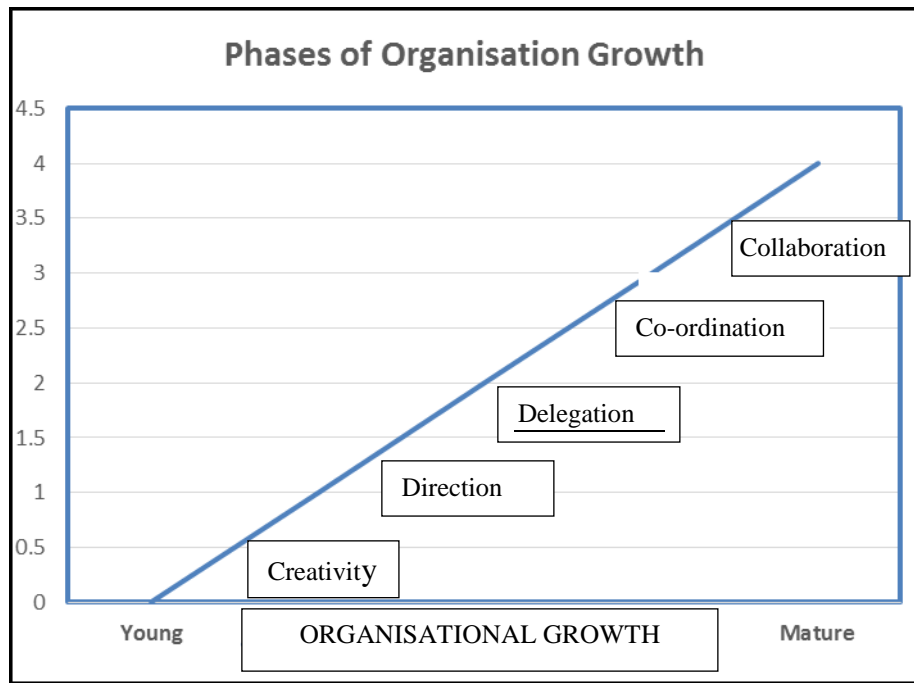 Phases of Organisation Growth
4.5
4
3.5
Collaboration
3
Co-ordination
2.5
2
Delegation
1.5
Direction
1
0.5
Creativity
0
Young
ORGANISATIONAL GROWTH
Mature